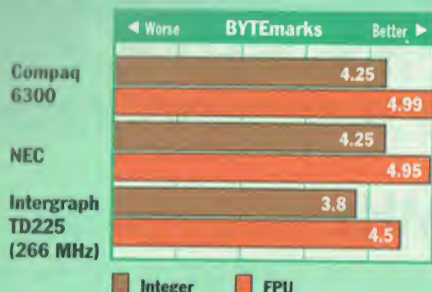 ◄ Worse BYTEmarks Better ►
Compaq
6300
4.25
4.99
NEC
4.25
4.95
Intergraph
TD225
(266 MHz)
3.8
4.5
Integer FPU